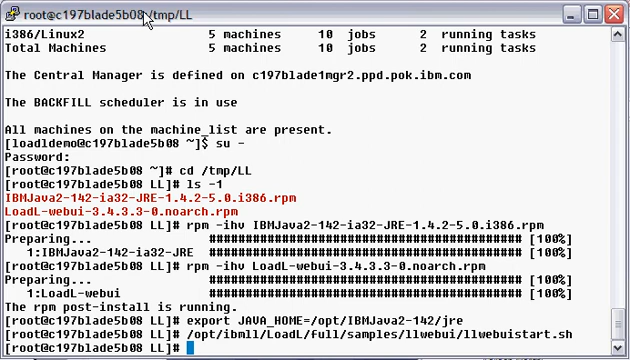 root@c197blade5b08:/tmp/LL
i386/Linux2 5 machines 10 jobs 2 running tasks
Total Machines 5 machines 10 jobs 2 running tasks
The Central Manager is defined on c197blade1mgr2.ppd.pok.ibm.com
The BACKFILL scheduler is in use
All machines on the machine_list are present.
[loadldemo@c197blade5b08 ~]$ su -
Password:
[root@c197blade5b08 ~]# cd /tmp/LL
[root@c197blade5b08 LL]# ls -1
IBMJava2-142-ia32-JRE-1.4.2-5.0.i386.rpm
LoadL-webui-3.4.3.3-0.noarch.rpm
[root@c197blade5b08 LL]# rpm -ihv IBMJava2-142-ia32-JRE-1.4.2-5.0.i386.rpm
Preparing... ########################################### [100%]
1:IBMJava2-142-ia32-JRE ########################################### [100%]
[root@c197blade5b08 LL]# rpm -ihv LoadL-webui-3.4.3.3-0.noarch.rpm
Preparing... ########################################### [100%]
1:LoadL-webui ########################################### [100%]
The rpm post-install is running.
[root@c197blade5b08 LL]# export JAVA_HOME=/opt/IBMJava2-142/jre
[root@c197blade5b08 LL]# /opt/ibmll/LoadL/full/samples/llwebui/llwebuistart.sh
[root@c197blade5b08 LL]#